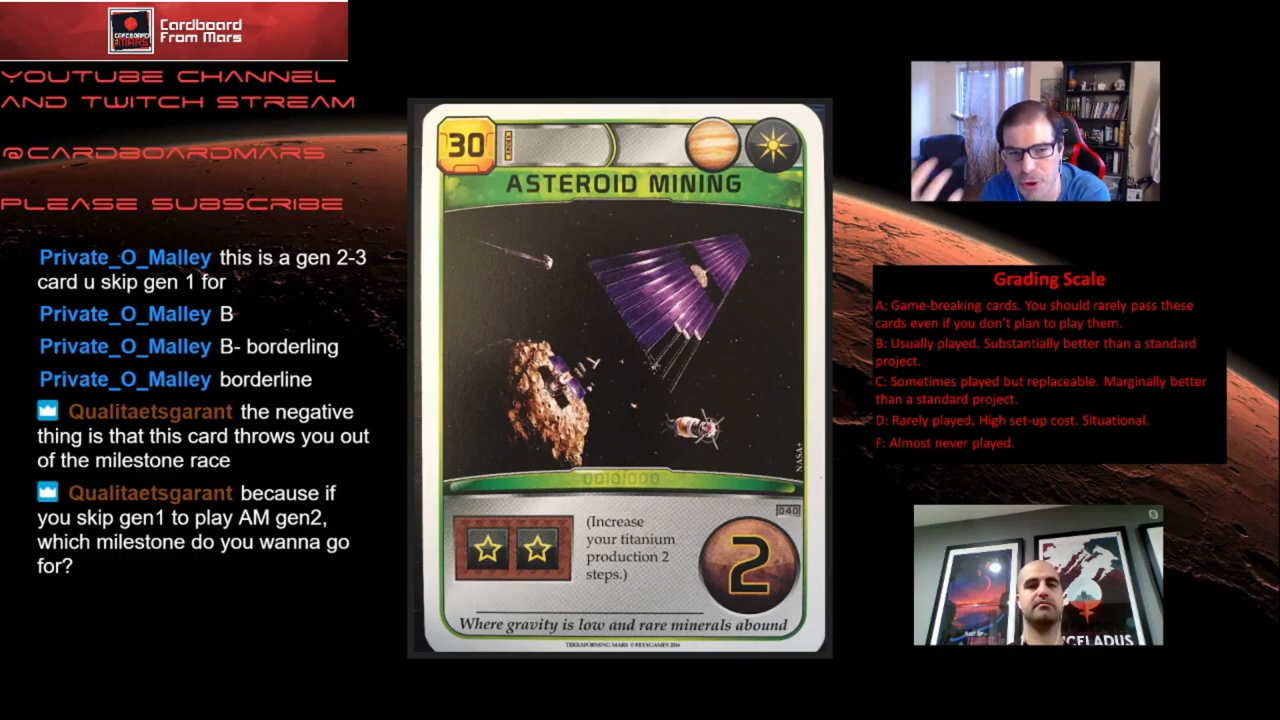 Cardboard
From Mars
YOUTUBE CHANNEL
AND TWITCH STREAM
@CARDBOARDMARS
PLEASE SUBSCRIBE
Private_O_Malley this is a gen 2-3
card u skip gen 1 for
Private_O_Malley B
Private_O_Malley B- borderling
Private_O_Malley borderline
Qualitaetsgarant the negative
thing is that this card throws you out
of the milestone race
Qualitaetsgarant because if
you skip gen1 to play AM gen2,
which milestone do you wanna go
for?
30
ASTEROID MINING
NASA+
040
(Increase
your titanium
production 2
steps.)
2
Where gravity is low and rare minerals abound
TERRAFORMING MARS © FRYXGAMES 2016
Grading Scale
A: Game-breaking cards. You should rarely pass these
cards even if you don't plan to play them.
B: Usually played. Substantially better than a standard
project.
C: Sometimes played but replaceable. Marginally better
than a standard project.
D: Rarely played. High set-up cost. Situational.
F: Almost never played.